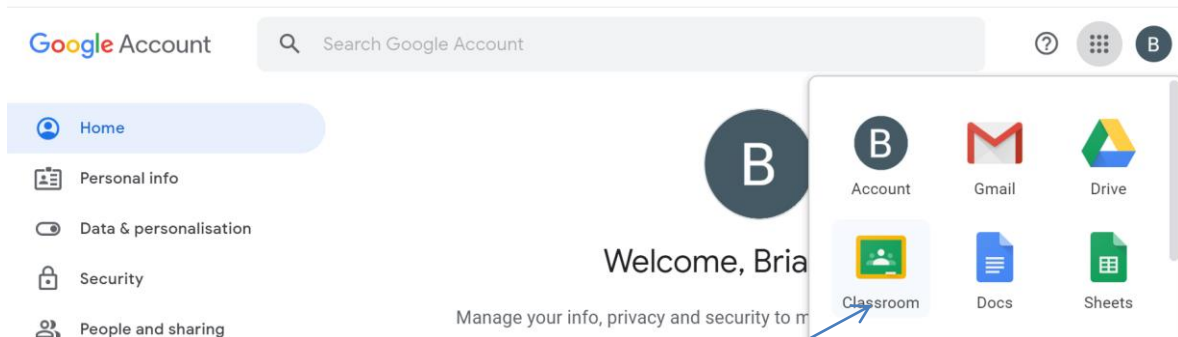 Google Account
Search Google Account
B
Home
Personal info
Data & personalisation
Security
People and sharing
B
Welcome, Bria
Manage your info, privacy and security to m
B
Account
Gmail
Drive
Classroom
Docs
Sheets